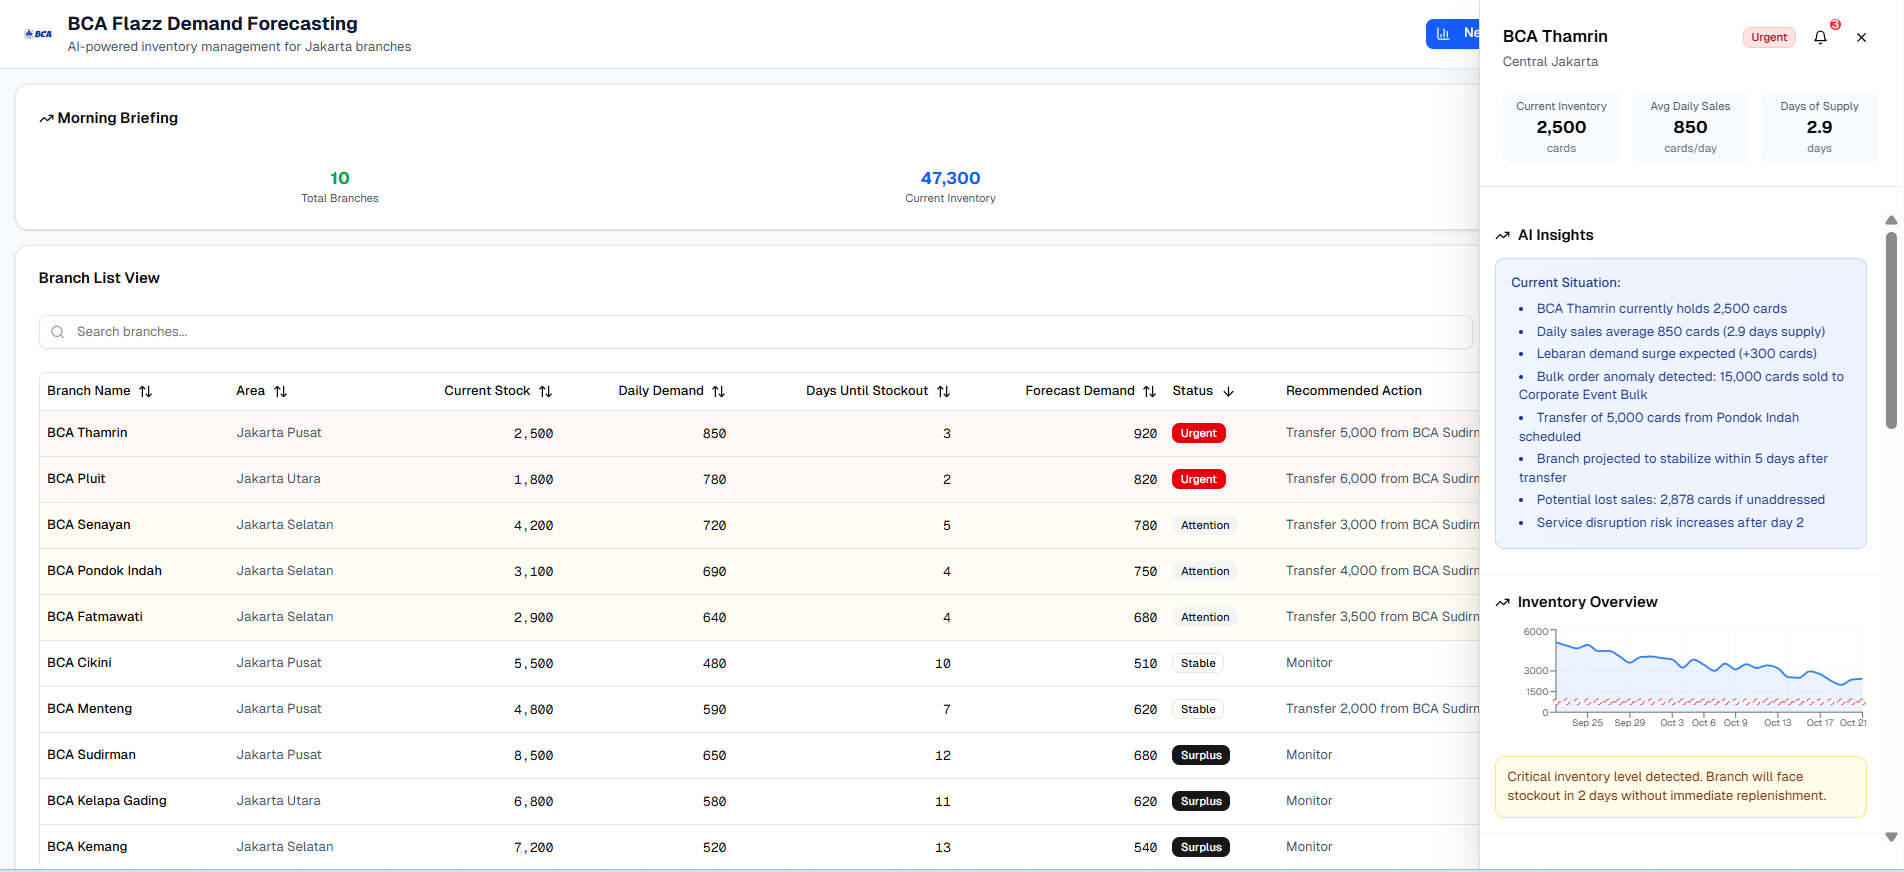 BCA
BCA Flazz Demand Forecasting
AI-powered inventory management for Jakarta branches
Morning Briefing
10
Total Branches
47,300
Current Inventory
Branch List View
Search branches...
Branch Name Area Current Stock Daily Demand Days Until Stockout Forecast Demand Status Recommended Action
BCA Thamrin Jakarta Pusat 2,500 850 3 920 Urgent Transfer 5,000 from BCA
BCA Pluit Jakarta Utara 1,800 780 2 820 Urgent Transfer 6,000 from BCA
BCA Senayan Jakarta Selatan 4,200 720 5 780 Attention Transfer 3,000 from BCA
BCA Pondok Indah Jakarta Selatan 3,100 690 4 750 Attention Transfer 4,000 from BCA
BCA Fatmawati Jakarta Selatan 2,900 640 4 680 Attention Transfer 3,500 from BCA
BCA Cikini Jakarta Pusat 5,500 480 10 510 Stable Monitor
BCA Menteng Jakarta Pusat 4,800 590 7 620 Stable Transfer 2,000 from BCA
BCA Sudirman Jakarta Pusat 8,500 650 12 680 Surplus Monitor
BCA Kelapa Gading Jakarta Utara 6,800 580 11 620 Surplus Monitor
BCA Kemang Jakarta Selatan 7,200 520 13 540 Surplus Monitor
BCA Thamrin
Urgent
3
Central Jakarta
Current Inventory
2,500
cards
Avg Daily Sales
850
cards/day
Days of Supply
2.9
days
AI Insights
Current Situation:
• BCA Thamrin currently holds 2,500 cards
• Daily sales average 850 cards (2.9 days supply)
• Lebaran demand surge expected (+300 cards)
• Bulk order anomaly detected: 15,000 cards sold to
Corporate Event Bulk
• Transfer of 5,000 cards from Pondok Indah
scheduled
• Branch projected to stabilize within 5 days after
transfer
• Potential lost sales: 2,878 cards if unaddressed
• Service disruption risk increases after day 2
Inventory Overview
6000
3000
1500
0
Sep 25 Sep 29 Oct 3 Oct 6 Oct 9 Oct 13 Oct 17 Oct 21
Critical inventory level detected. Branch will face
stockout in 2 days without immediate replenishment.